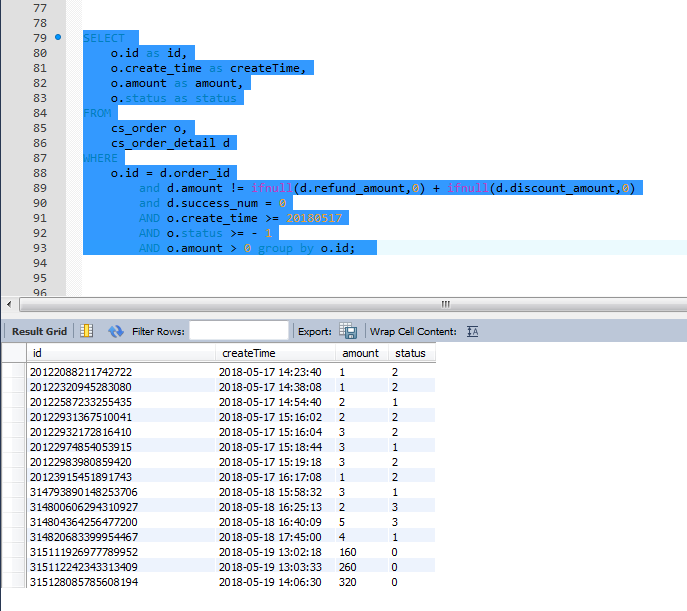 77
78
79 SELECT
80 o.id as id,
81 o.create_time as createTime,
82 o.amount as amount,
83 o.status as status
84 FROM
85 cs_order o,
86 cs_order_detail d
87 WHERE
88 o.id = d.order_id
89 and d.amount != ifnull(d.refund_amount,0) + ifnull(d.discount_amount,0)
90 and d.success_num = 0
91 AND o.create_time >= 20180517
92 AND o.status >= - 1
93 AND o.amount > 0 group by o.id;
94
95
96
Result Grid Filter Rows: Export: Wrap Cell Content: IA
id createTime amount status
20122088211742722 2018-05-17 14:23:40 1 2
20122320945283080 2018-05-17 14:38:08 1 2
20122587233255435 2018-05-17 14:54:40 2 1
20122931367510041 2018-05-17 15:16:02 2 2
20122932172816410 2018-05-17 15:16:04 3 2
20122974854053915 2018-05-17 15:18:44 3 1
20122983980859420 2018-05-17 15:19:18 3 2
20123915451891743 2018-05-17 16:17:08 1 2
314793890148253706 2018-05-18 15:58:32 3 1
314800606294310927 2018-05-18 16:25:13 2 3
314804364256477200 2018-05-18 16:40:09 5 3
314820683399954467 2018-05-18 17:45:00 4 1
315111926977789952 2018-05-19 13:02:18 160 0
315112242343313409 2018-05-19 13:03:33 260 0
315128085785608194 2018-05-19 14:06:30 320 0